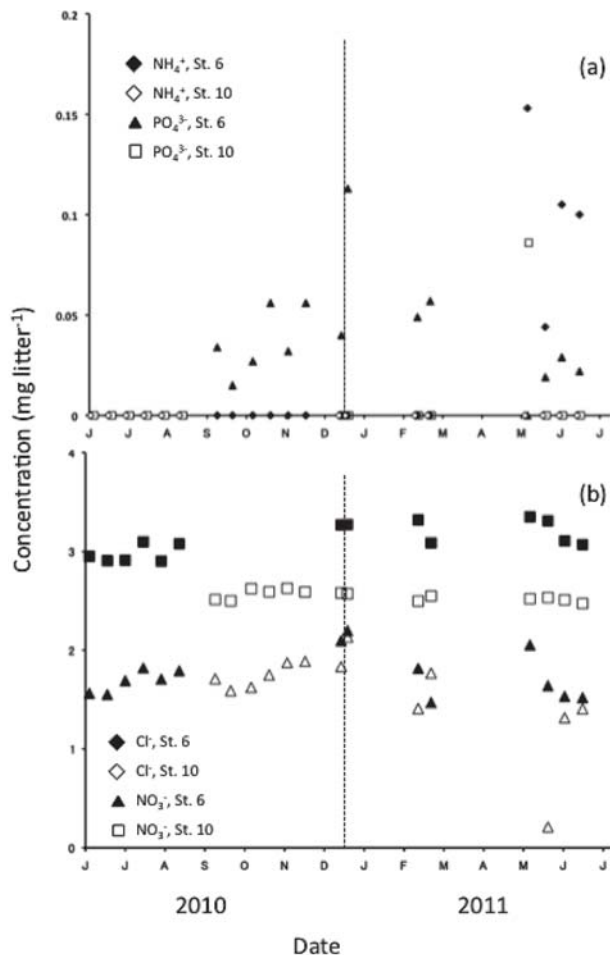 0.2
(a)
NH₄⁺, St. 6
NH₄⁺, St. 10
PO₄³⁻, St. 6
PO₄³⁻, St. 10
0.15
0.1
0.05
0
J J A S O N D J F M A M J J
Concentration (mg litter⁻¹)
4
(b)
3
2
Cl⁻, St. 6
Cl⁻, St. 10
NO₃⁻, St. 6
NO₃⁻, St. 10
1
0
J J A S O N D J F M A M J J
2010 2011
Date